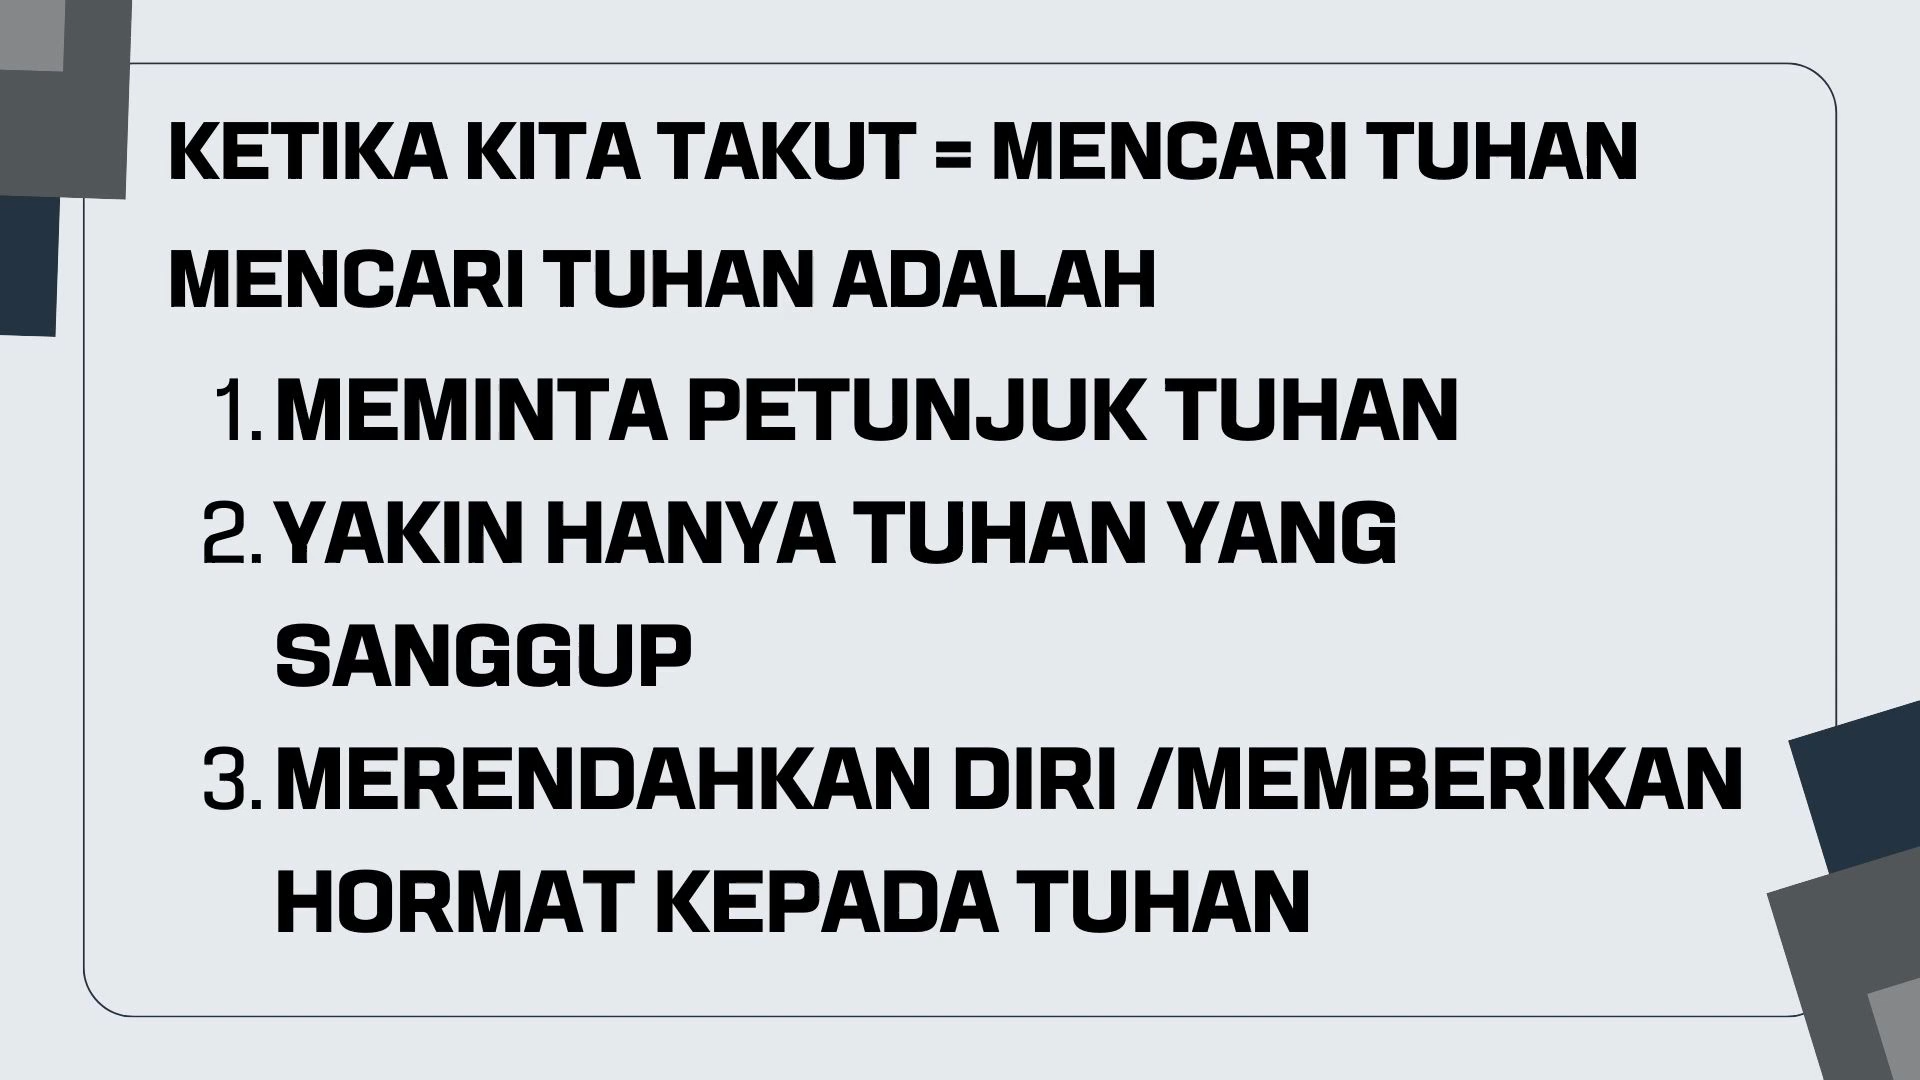 KETIKA KITA TAKUT = MENCARI TUHAN
MENCARI TUHAN ADALAH
1. MEMINTA PETUNJUK TUHAN
2. YAKIN HANYA TUHAN YANG
SANGGUP
3. MERENDAHKAN DIRI /MEMBERIKAN
HORMAT KEPADA TUHAN